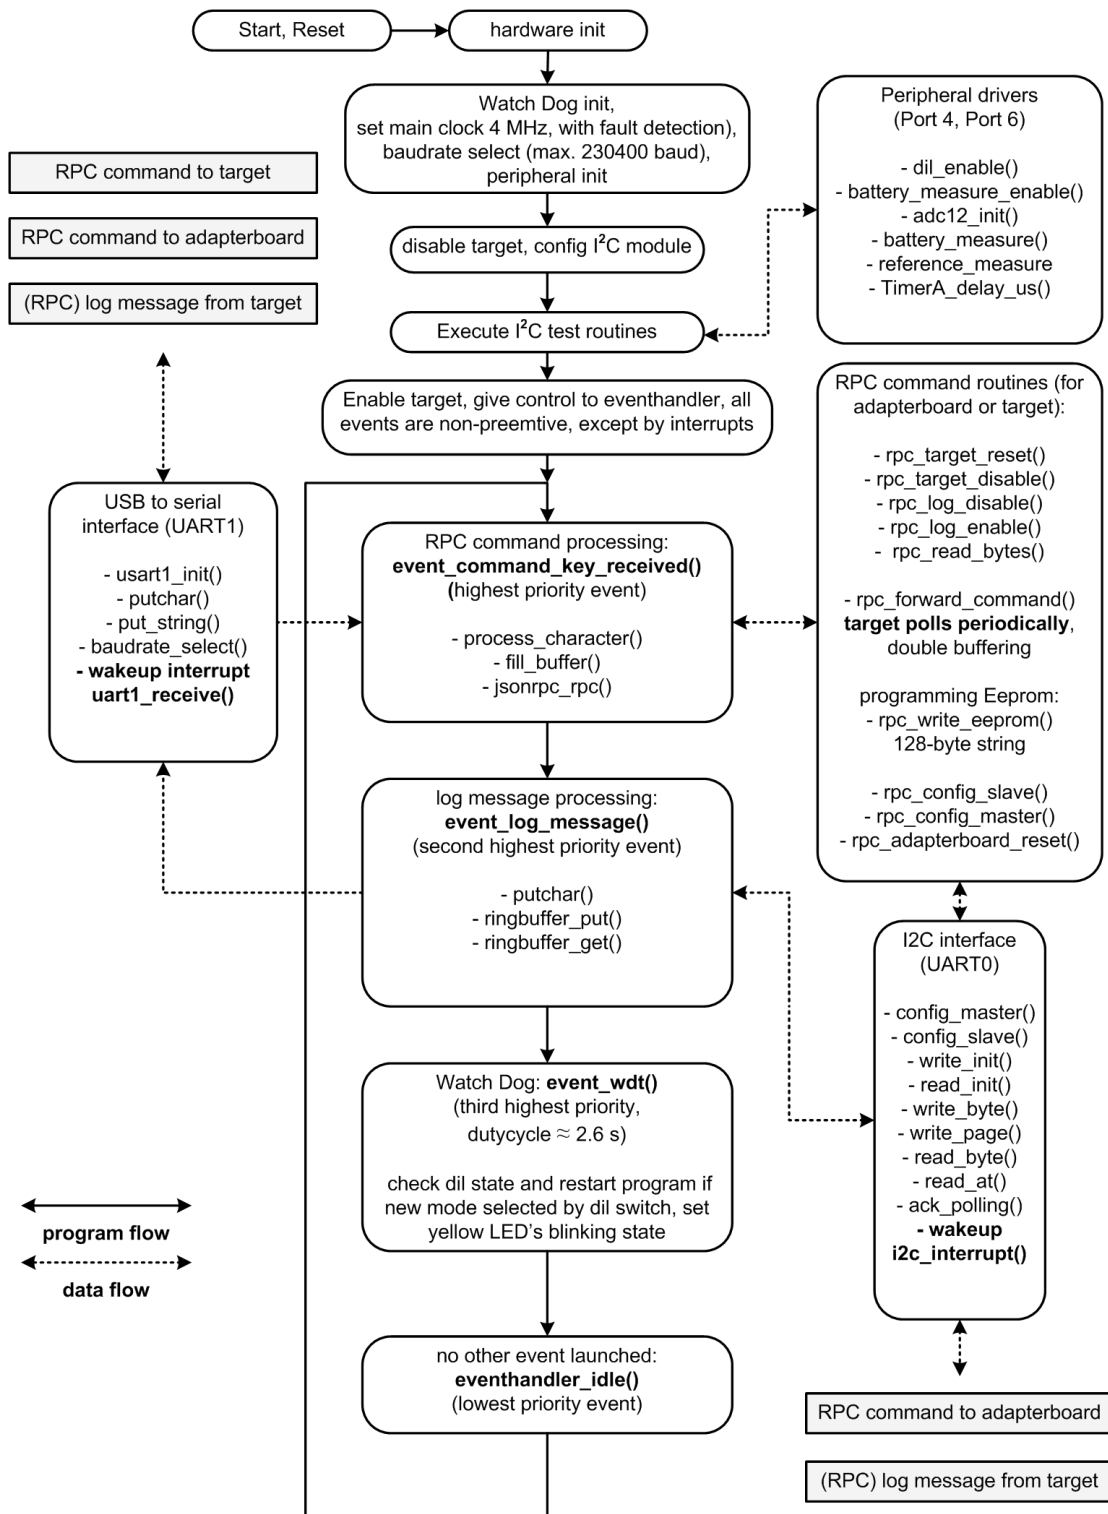 Start, Reset
hardware init
Watch Dog init,
set main clock 4 MHz, with fault detection),
baudrate select (max. 230400 baud),
peripheral init
Peripheral drivers
(Port 4, Port 6)
- dil_enable()
- battery_measure_enable()
- adc12_init()
- battery_measure()
- reference_measure
- TimerA_delay_us()
RPC command to target
RPC command to adapterboard
(RPC) log message from target
disable target, config I²C module
Execute I²C test routines
Enable target, give control to eventhandler, all
events are non-preemtive, except by interrupts
RPC command routines (for
adapterboard or target):
- rpc_target_reset()
- rpc_target_disable()
- rpc_log_disable()
- rpc_log_enable()
- rpc_read_bytes()
- rpc_forward_command()
target polls periodically,
double buffering
programming Eeprom:
- rpc_write_eeprom()
128-byte string
- rpc_config_slave()
- rpc_config_master()
- rpc_adapterboard_reset()
USB to serial
interface (UART1)
- usart1_init()
- putchar()
- put_string()
- baudrate_select()
- wakeup interrupt
uart1_receive()
RPC command processing:
event_command_key_received()
(highest priority event)
- process_character()
- fill_buffer()
- jsonrpc_rpc()
log message processing:
event_log_message()
(second highest priority event)
- putchar()
- ringbuffer_put()
- ringbuffer_get()
I2C interface
(UART0)
- config_master()
- config_slave()
- write_init()
- read_init()
- write_byte()
- write_page()
- read_byte()
- read_at()
- ack_polling()
- wakeup
i2c_interrupt()
Watch Dog: event_wdt()
(third highest priority,
dutycycle ≈ 2.6 s)
check dil state and restart program if
new mode selected by dil switch, set
yellow LED's blinking state
program flow
data flow
no other event launched:
eventhandler_idle()
(lowest priority event)
RPC command to adapterboard
(RPC) log message from target